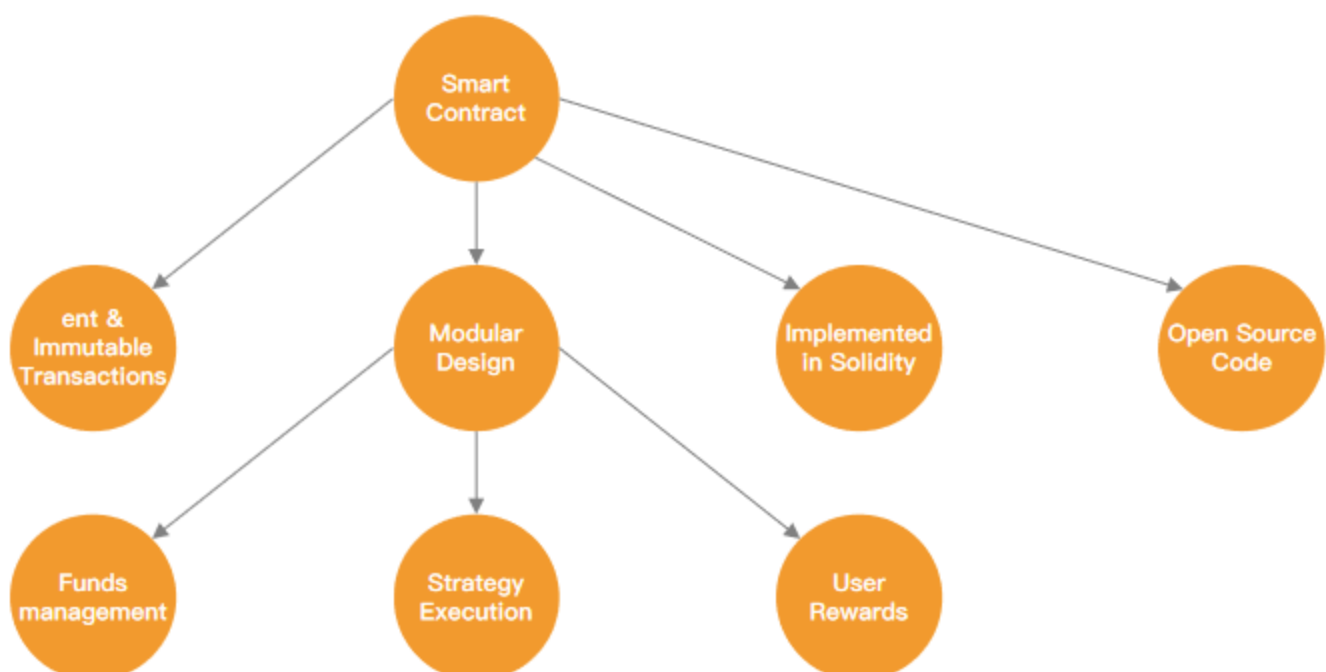 Smart
Contract
ent &
Immutable
Transactions
Modular
Design
Implemented
in Solidity
Open Source
Code
Funds
management
Strategy
Execution
User
Rewards